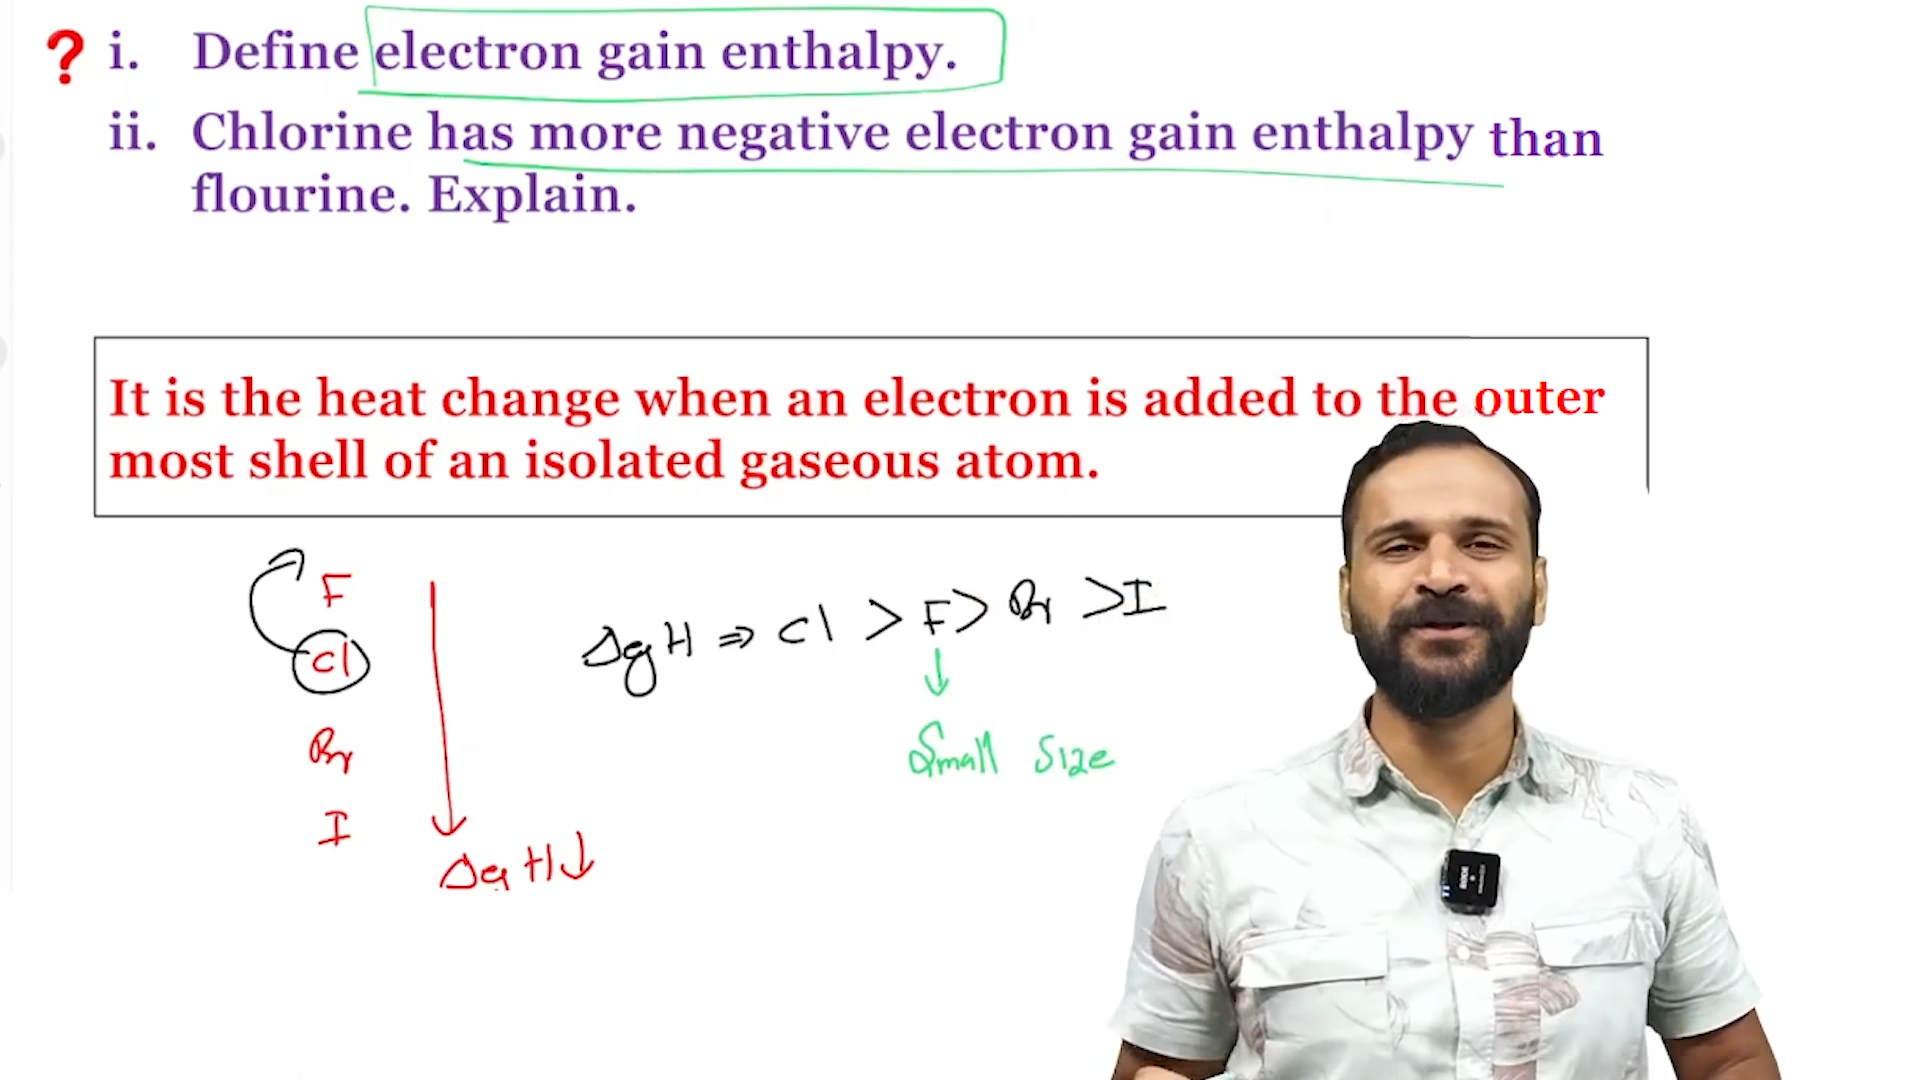 ? i. Define electron gain enthalpy.
ii. Chlorine has more negative electron gain enthalpy than
flourine. Explain.
It is the heat change when an electron is added to the outer
most shell of an isolated gaseous atom.
F
Cl
Br
I
ΔegH↓
ΔegH ⇒ Cl > F > Br > I
↓
Small Size
RODE